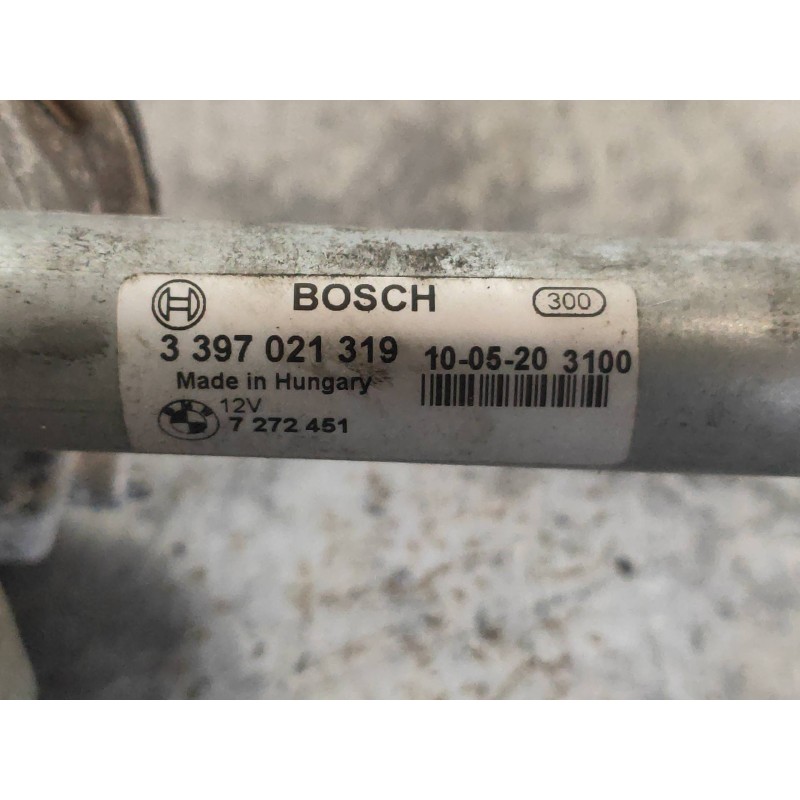 BOSCH 300
3 397 021 319 10-05-20 3100
Made in Hungary
12V
7 272 451